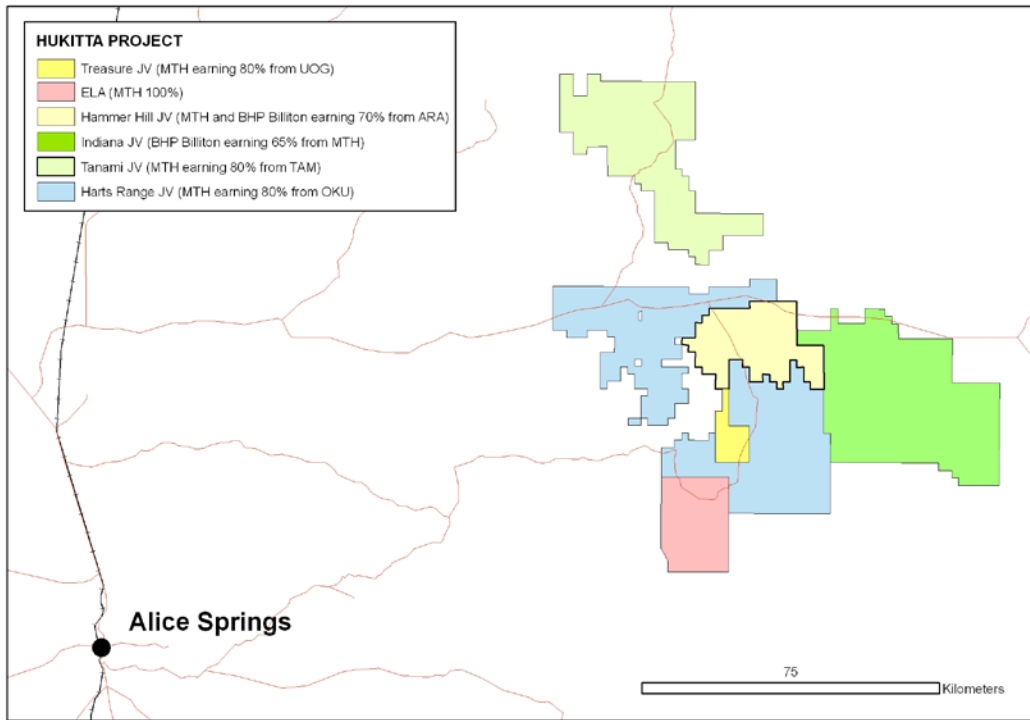 HUKITTA PROJECT
Treasure JV (MTH earning 80% from UOG)
ELA (MTH 100%)
Hammer Hill JV (MTH and BHP Billiton earning 70% from ARA)
Indiana JV (BHP Billiton earning 65% from MTH)
Tanami JV (MTH earning 80% from TAM)
Harts Range JV (MTH earning 80% from OKU)
Alice Springs
75
Kilometers